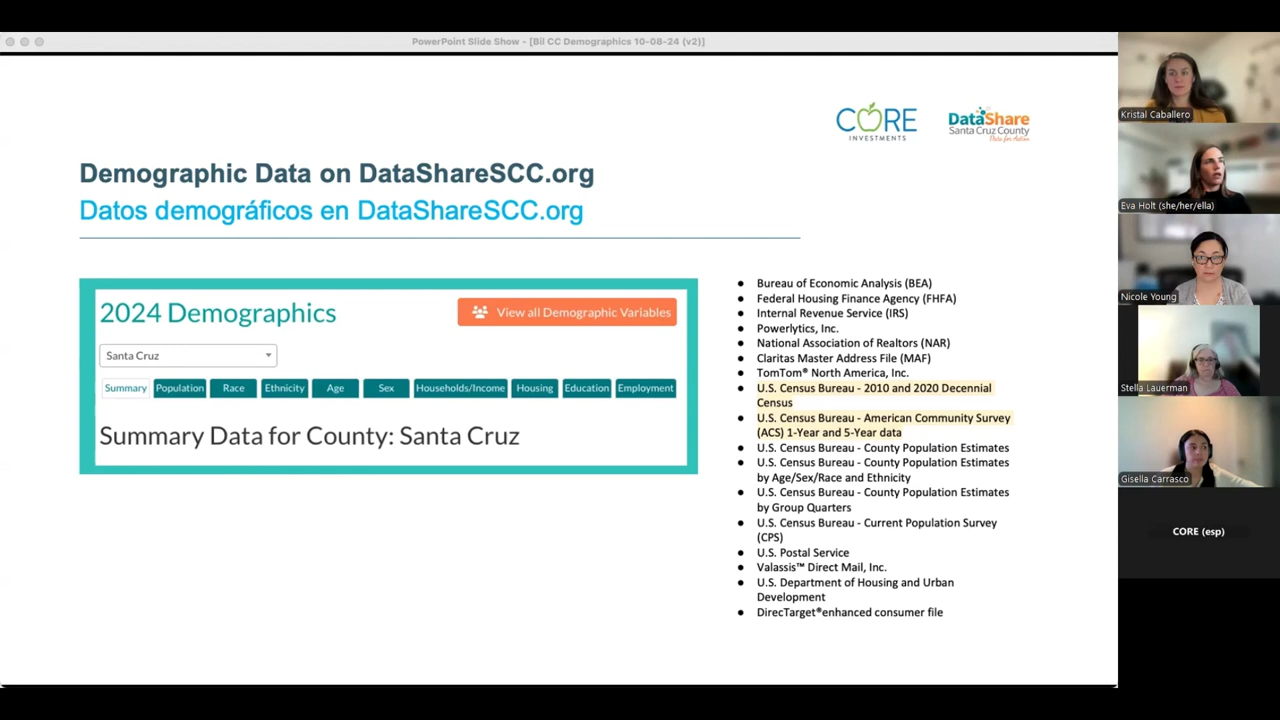 PowerPoint Slide Show - [Bil CC Demographics 10-08-24 (v2)]
CORE
INVESTMENTS
DataShare
Santa Cruz County
Data for Action
Demographic Data on DataShareSCC.org
Datos demográficos en DataShareSCC.org
2024 Demographics
View all Demographic Variables
Santa Cruz
Summary Population Race Ethnicity Age Sex Households/Income Housing Education Employment
Summary Data for County: Santa Cruz
● Bureau of Economic Analysis (BEA)
● Federal Housing Finance Agency (FHFA)
● Internal Revenue Service (IRS)
● Powerlytics, Inc.
● National Association of Realtors (NAR)
● Claritas Master Address File (MAF)
● TomTom® North America, Inc.
● U.S. Census Bureau - 2010 and 2020 Decennial
Census
● U.S. Census Bureau - American Community Survey
(ACS) 1-Year and 5-Year data
● U.S. Census Bureau - County Population Estimates
● U.S. Census Bureau - County Population Estimates
by Age/Sex/Race and Ethnicity
● U.S. Census Bureau - County Population Estimates
by Group Quarters
● U.S. Census Bureau - Current Population Survey
(CPS)
● U.S. Postal Service
● Valassis™ Direct Mail, Inc.
● U.S. Department of Housing and Urban
Development
● DirecTarget®enhanced consumer file
Kristal Caballero
Eva Holt (she/her/ella)
Nicole Young
Stella Lauerman
Gisella Carrasco
CORE (esp)